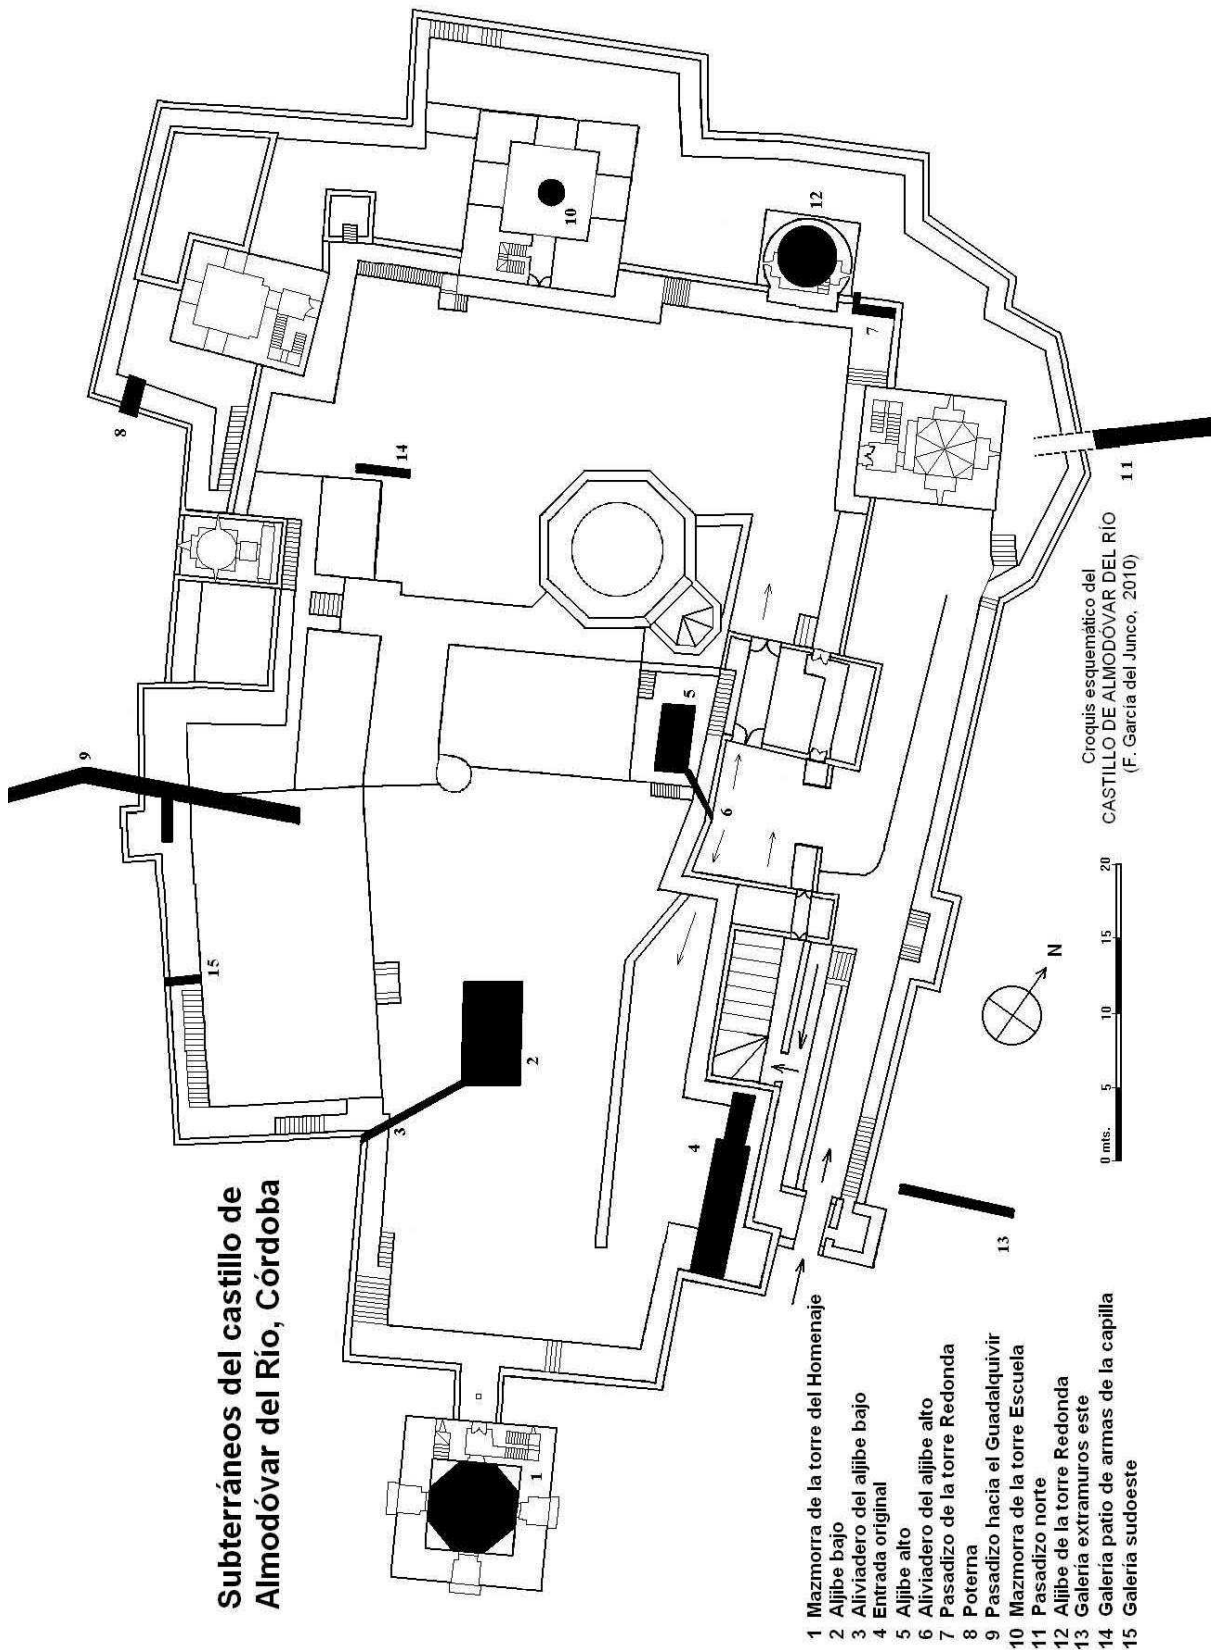 Subterráneos del castillo de
Almodóvar del Río, Córdoba
1 Mazmorra de la torre del Homenaje
2 Aljibe bajo
3 Aliviadero del aljibe bajo
4 Entrada original
5 Aljibe alto
6 Aliviadero del aljibe alto
7 Pasadizo de la torre Redonda
8 Poterna
9 Pasadizo hacia el Guadalquivir
10 Mazmorra de la torre Escuela
11 Pasadizo norte
12 Aljibe de la torre Redonda
13 Galería extramuros este
14 Galería patio de armas de la capilla
15 Galería sudoeste
Croquis esquemático del
CASTILLO DE ALMODÓVAR DEL RÍO
(F. García del Junco, 2010)
0 mts. 5 10 15 20
N
1
2
3
4
5
6
7
8
9
10
11
12
13
14
15